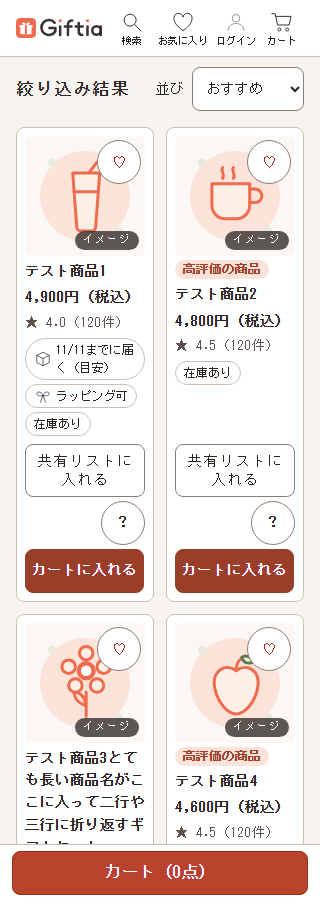 Giftia
検索 お気に入り ログイン カート
絞り込み結果
並び おすすめ
イメージ
テスト商品1
4,900円（税込）
★ 4.0（120件）
11/11までに届
く（目安）
ラッピング可
在庫あり
共有リストに
入れる
?
カートに入れる
イメージ
高評価の商品
テスト商品2
4,800円（税込）
★ 4.5（120件）
在庫あり
共有リストに
入れる
?
カートに入れる
イメージ
テスト商品3とて
も長い商品名がこ
こに入って二行や
三行に折り返すギ
イメージ
高評価の商品
テスト商品4
4,600円（税込）
★ 4.5（120件）
カート（0点）